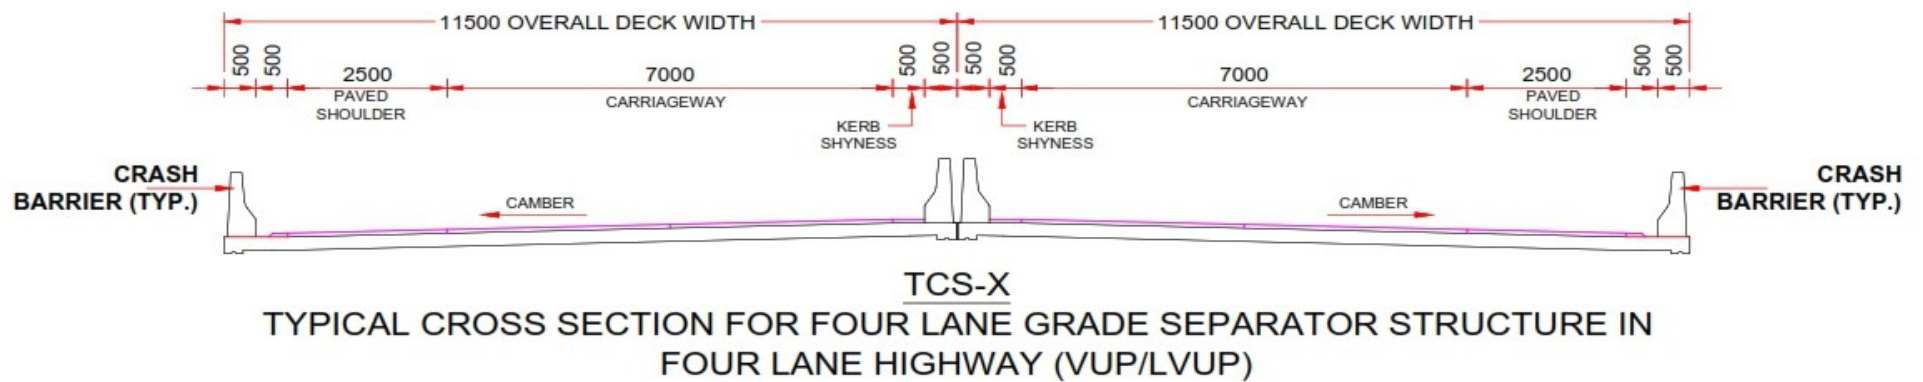 11500 OVERALL DECK WIDTH 11500 OVERALL DECK WIDTH
500 500 2500 7000 500 500 500 500 7000 2500 500 500
PAVED SHOULDER CARRIAGEWAY CARRIAGEWAY PAVED SHOULDER
KERB KERB
SHYNESS SHYNESS
CRASH CRASH
BARRIER (TYP.) BARRIER (TYP.)
CAMBER CAMBER
TCS-X
TYPICAL CROSS SECTION FOR FOUR LANE GRADE SEPARATOR STRUCTURE IN
FOUR LANE HIGHWAY (VUP/LVUP)